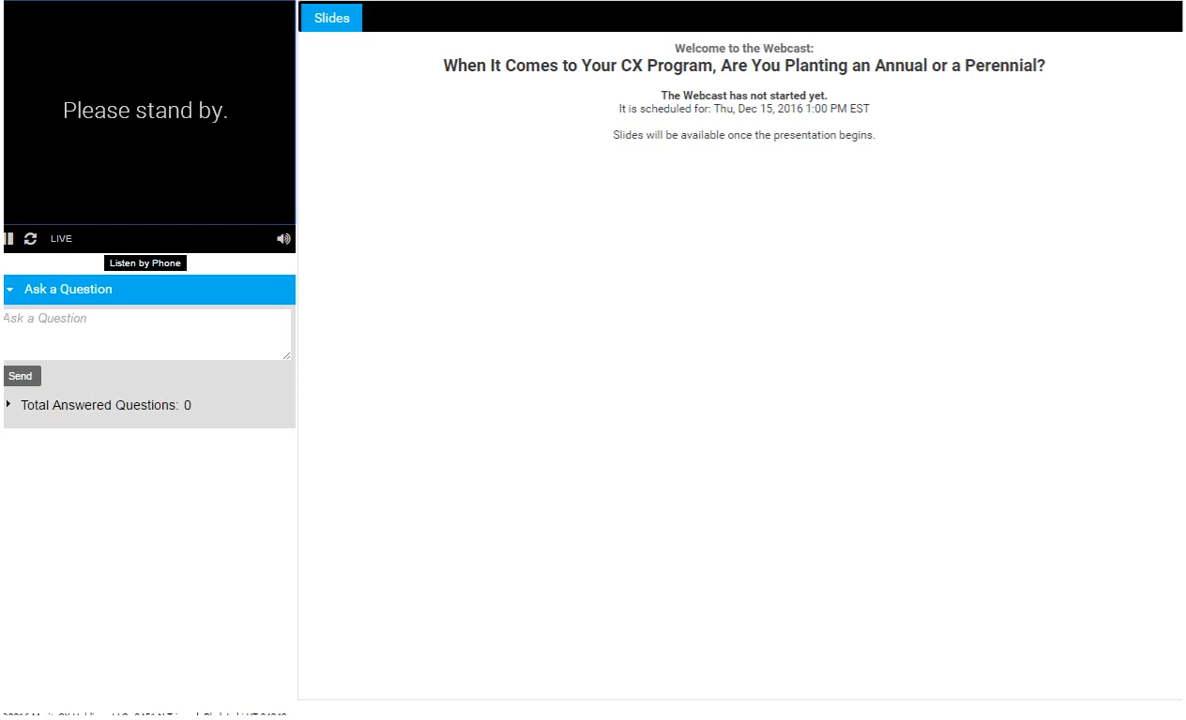 Slides
Please stand by.
LIVE
Listen by Phone
Ask a Question
Ask a Question
Send
Total Answered Questions: 0
Welcome to the Webcast:
When It Comes to Your CX Program, Are You Planting an Annual or a Perennial?
The Webcast has not started yet.
It is scheduled for: Thu, Dec 15, 2016 1:00 PM EST
Slides will be available once the presentation begins.